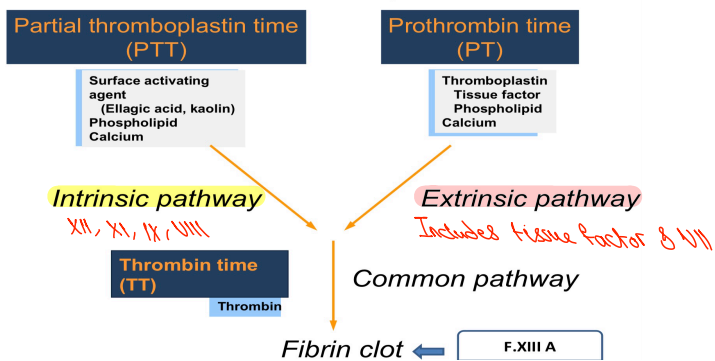 Partial thromboplastin time
(PTT)
Prothrombin time
(PT)
Surface activating
agent
(Ellagic acid, kaolin)
Phospholipid
Calcium
Thromboplastin
Tissue factor
Phospholipid
Calcium
Intrinsic pathway
XII, XI, IX, VIII
Extrinsic pathway
Includes tissue factor & VII
Thrombin time
(TT)
Thrombin
Common pathway
Fibrin clot
F.XIII A